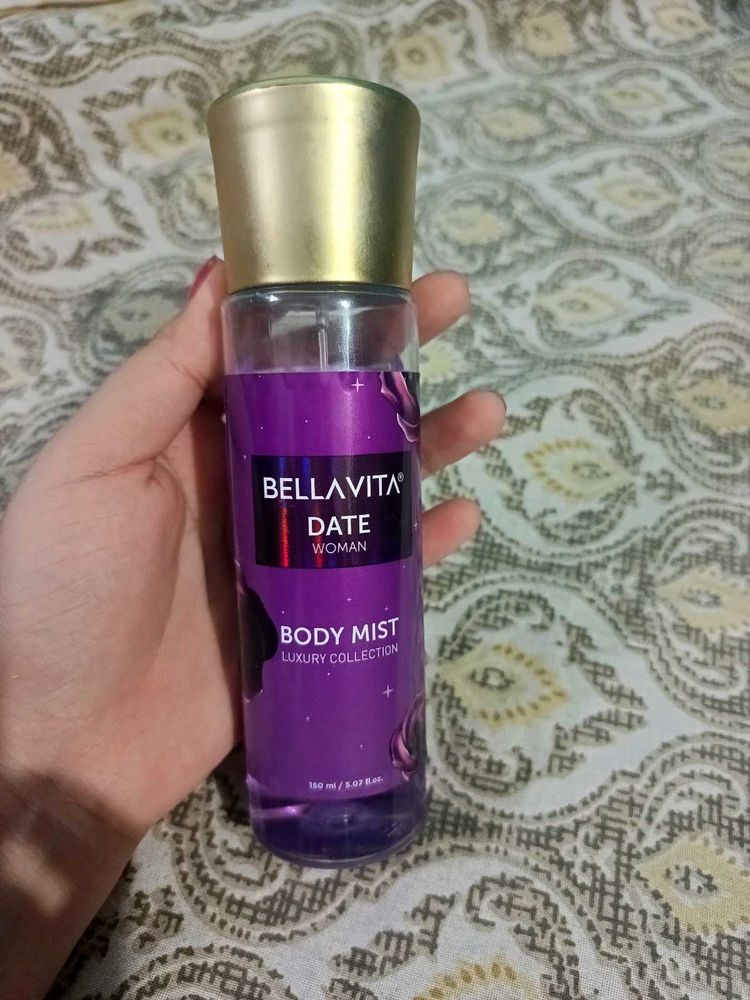 BELLAVITA®
DATE
WOMAN
BODY MIST
LUXURY COLLECTION
150 ml / 5.07 fl.oz.